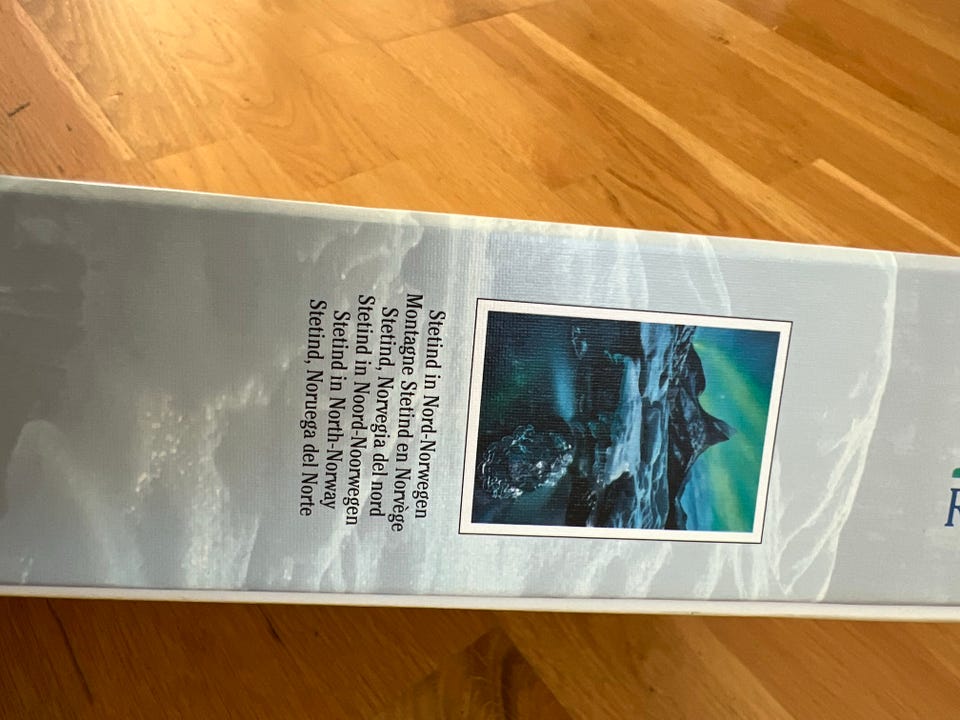 Stetind in Nord-Norwegen
Montagne Stetind en Norvège
Stetind, Norvegia del nord
Stetind in Noord-Noorwegen
Stetind in North-Norway
Stetind, Noruega del Norte
R